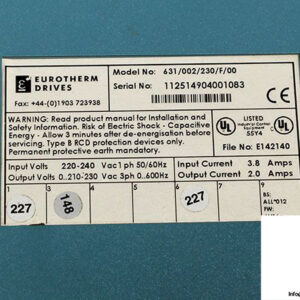 EUROTHERM
DRIVES
Fax: +44-(0)1903 723938
Model No: 631/002/230/F/00
Serial No: 112514904001083
WARNING: Read product manual for Installation and
Safety Information. Risk of Electric Shock - Capacitive
Energy - Allow 3 minutes after de-energisation before
servicing. Type B RCD protection devices only.
Permanent protective earth mandatory.
UL
LISTED
Industrial Control
Equipment
55Y4
UL
File No: E142140
Input Volts 220-240 Vac 1ph 50/60Hz
Input Current 3.8 Amps
Output Volts 0..210-230 Vac 3ph 0..600Hz
Output Current 2.0 Amps
1
3
5
7
9
227
148
227
BS:
ALL*012
FW: